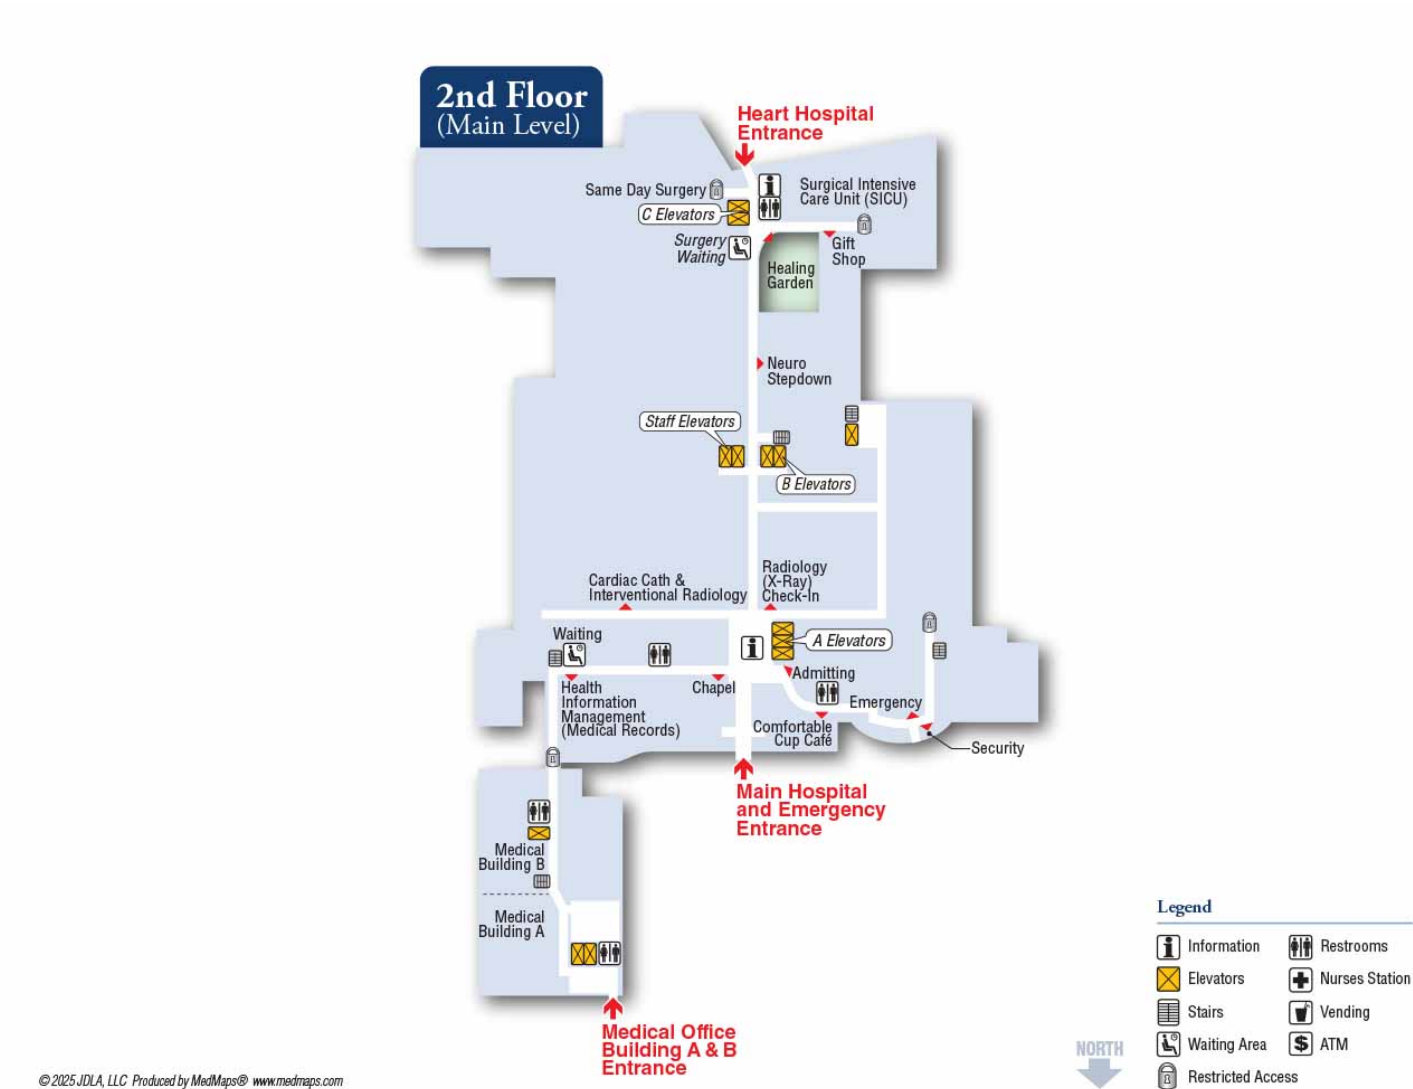 2nd Floor
(Main Level)
Heart Hospital
Entrance
Same Day Surgery
Surgical Intensive
Care Unit (SICU)
C Elevators
Surgery
Waiting
Gift
Shop
Healing
Garden
Neuro
Stepdown
Staff Elevators
B Elevators
Radiology
(X-Ray)
Check-In
Cardiac Cath &
Interventional Radiology
Waiting
A Elevators
Admitting
Health
Information
Management
(Medical Records)
Chapel
Emergency
Comfortable
Cup Café
Security
Main Hospital
and Emergency
Entrance
Medical
Building B
Medical
Building A
Medical Office
Building A & B
Entrance
Legend
Information
Restrooms
Elevators
Nurses Station
Stairs
Vending
Waiting Area
ATM
Restricted Access
NORTH
© 2025 JDLA, LLC Produced by MedMaps® www.medmaps.com